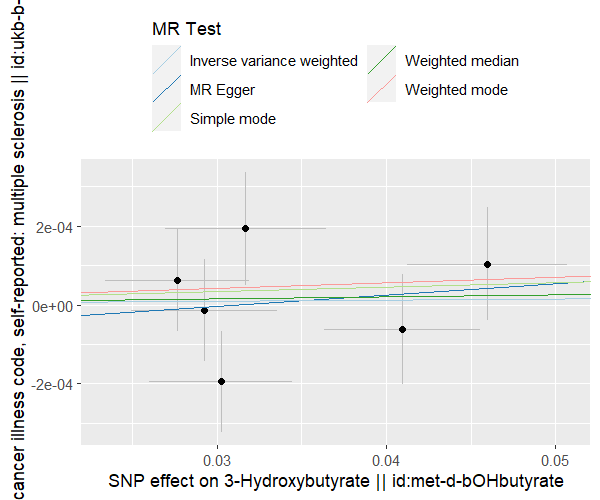 MR Test
Inverse variance weighted
MR Egger
Simple mode
Weighted median
Weighted mode
cancer illness code, self-reported: multiple sclerosis || id:ukb-b-
2e-04
0e+00
-2e-04
0.03
0.04
0.05
SNP effect on 3-Hydroxybutyrate || id:met-d-bOHbutyrate